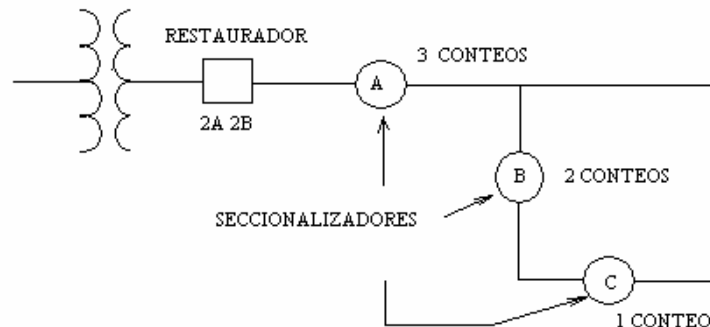 RESTAURADOR
3 CONTEOS
A
2A 2B
B
2 CONTEOS
SECCIONALIZADORES
C
1 CONTEO